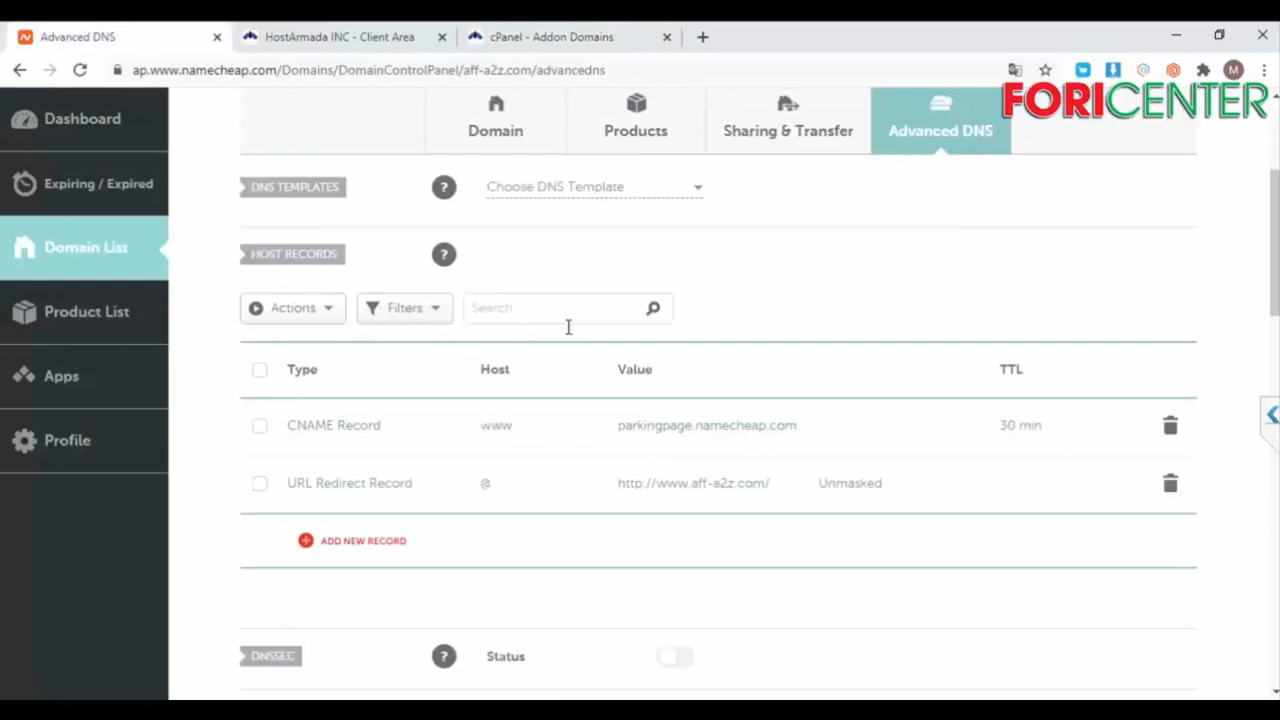 Advanced DNS
HostArmada INC - Client Area
cPanel - Addon Domains
ap.www.namecheap.com/Domains/DomainControlPanel/aff-a2z.com/advancedns
M
FORICENTER
Dashboard
Expiring / Expired
Domain List
Product List
Apps
Profile
Domain
Products
Sharing & Transfer
Advanced DNS
DNS TEMPLATES
?
Choose DNS Template
HOST RECORDS
?
Actions
Filters
Search
Type Host Value TTL
CNAME Record www parkingpage.namecheap.com. 30 min
URL Redirect Record @ http://www.aff-a2z.com/ Unmasked
ADD NEW RECORD
DNSSEC
?
Status